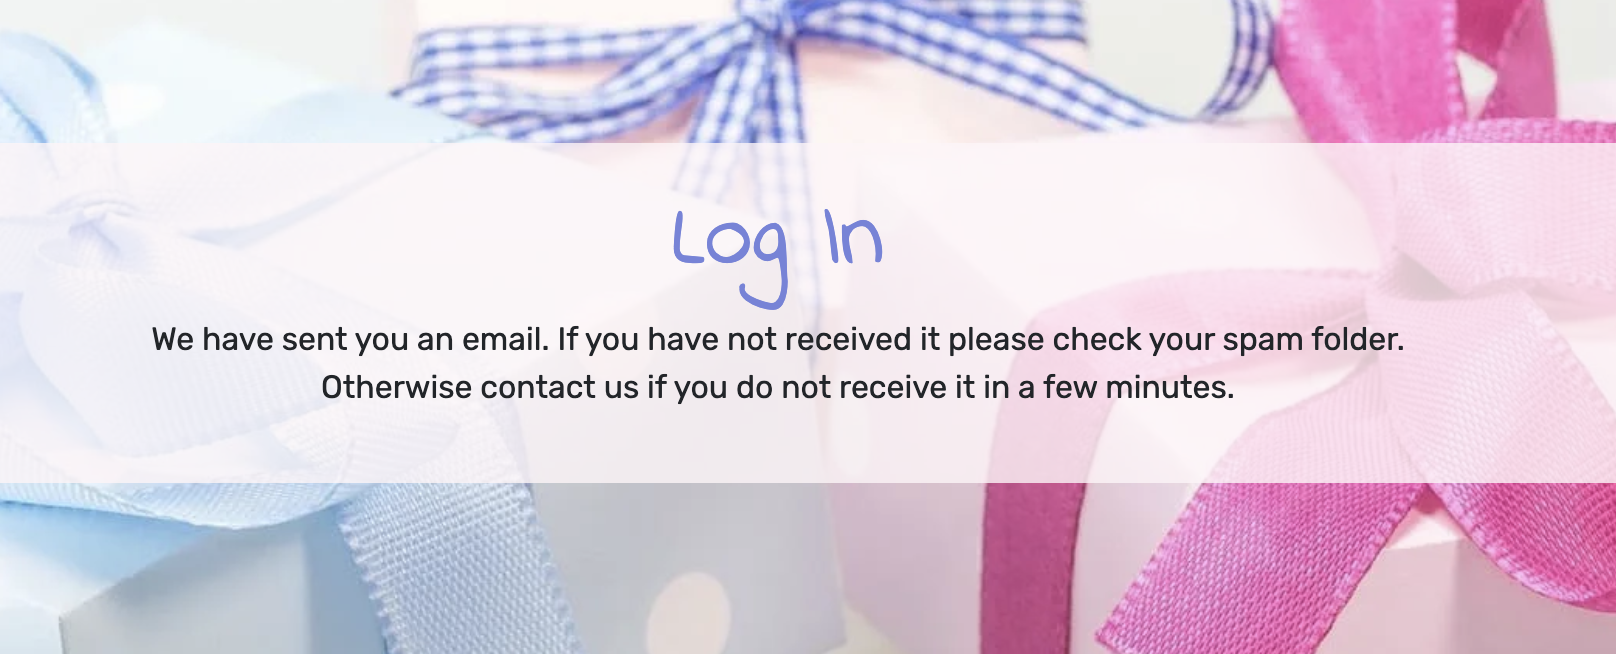 Log In
We have sent you an email. If you have not received it please check your spam folder.
Otherwise contact us if you do not receive it in a few minutes.